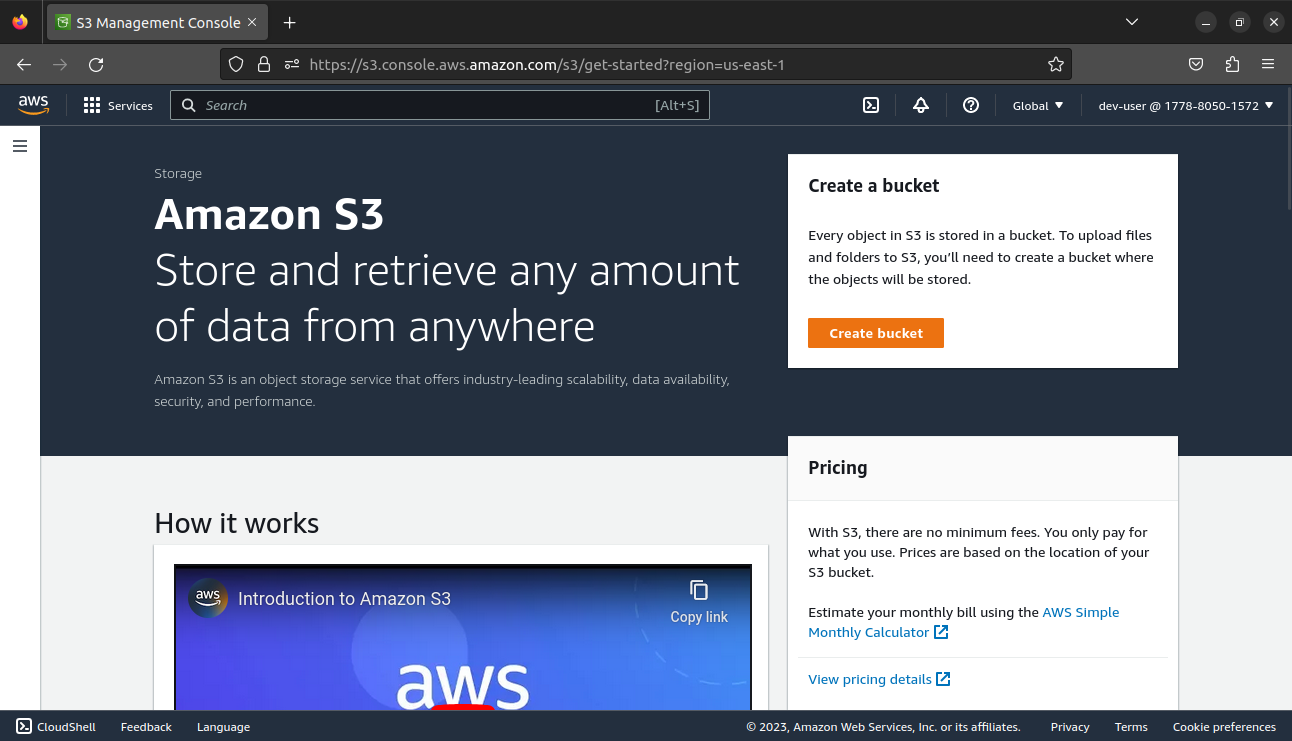 S3 Management Console
https://s3.console.aws.amazon.com/s3/get-started?region=us-east-1
aws
Services
Search
[Alt+S]
Global
dev-user @ 1778-8050-1572
Storage
Amazon S3
Store and retrieve any amount
of data from anywhere
Amazon S3 is an object storage service that offers industry-leading scalability, data availability,
security, and performance.
Create a bucket
Every object in S3 is stored in a bucket. To upload files
and folders to S3, you’ll need to create a bucket where
the objects will be stored.
Create bucket
How it works
aws
Introduction to Amazon S3
Copy link
aws
Pricing
With S3, there are no minimum fees. You only pay for
what you use. Prices are based on the location of your
S3 bucket.
Estimate your monthly bill using the AWS Simple
Monthly Calculator
View pricing details
CloudShell
Feedback
Language
© 2023, Amazon Web Services, Inc. or its affiliates.
Privacy
Terms
Cookie preferences